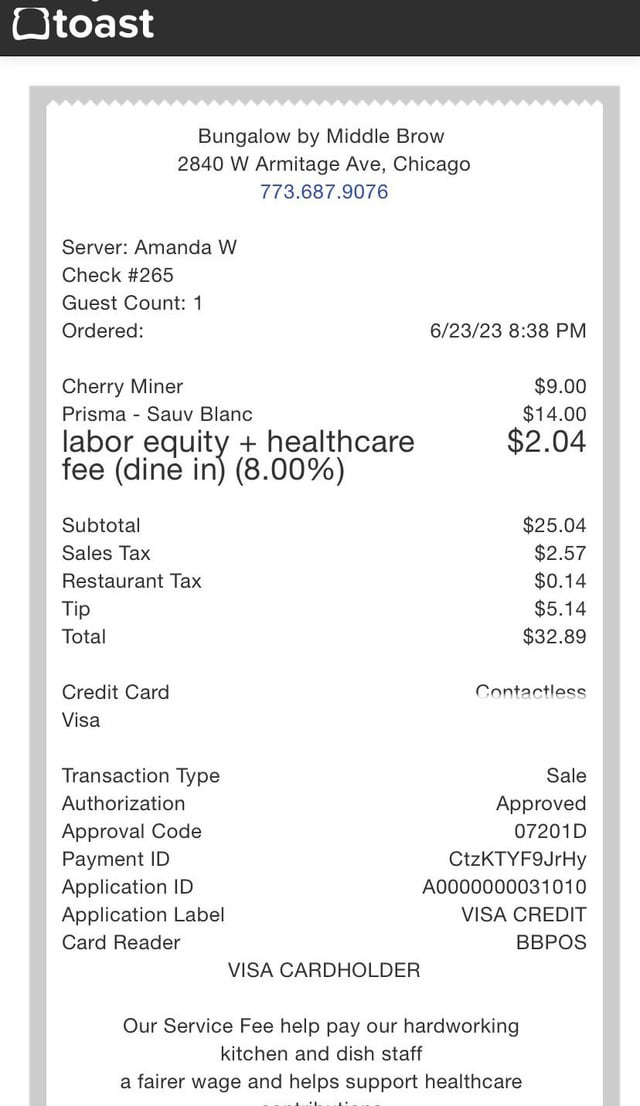 toast
Bungalow by Middle Brow
2840 W Armitage Ave, Chicago
773.687.9076
Server: Amanda W
Check #265
Guest Count: 1
Ordered: 6/23/23 8:38 PM
Cherry Miner $9.00
Prisma - Sauv Blanc $14.00
labor equity + healthcare $2.04
fee (dine in) (8.00%)
Subtotal $25.04
Sales Tax $2.57
Restaurant Tax $0.14
Tip $5.14
Total $32.89
Credit Card Contactless
Visa
Transaction Type Sale
Authorization Approved
Approval Code 07201D
Payment ID CtzKTYF9JrHy
Application ID A0000000031010
Application Label VISA CREDIT
Card Reader BBPOS
VISA CARDHOLDER
Our Service Fee help pay our hardworking
kitchen and dish staff
a fairer wage and helps support healthcare